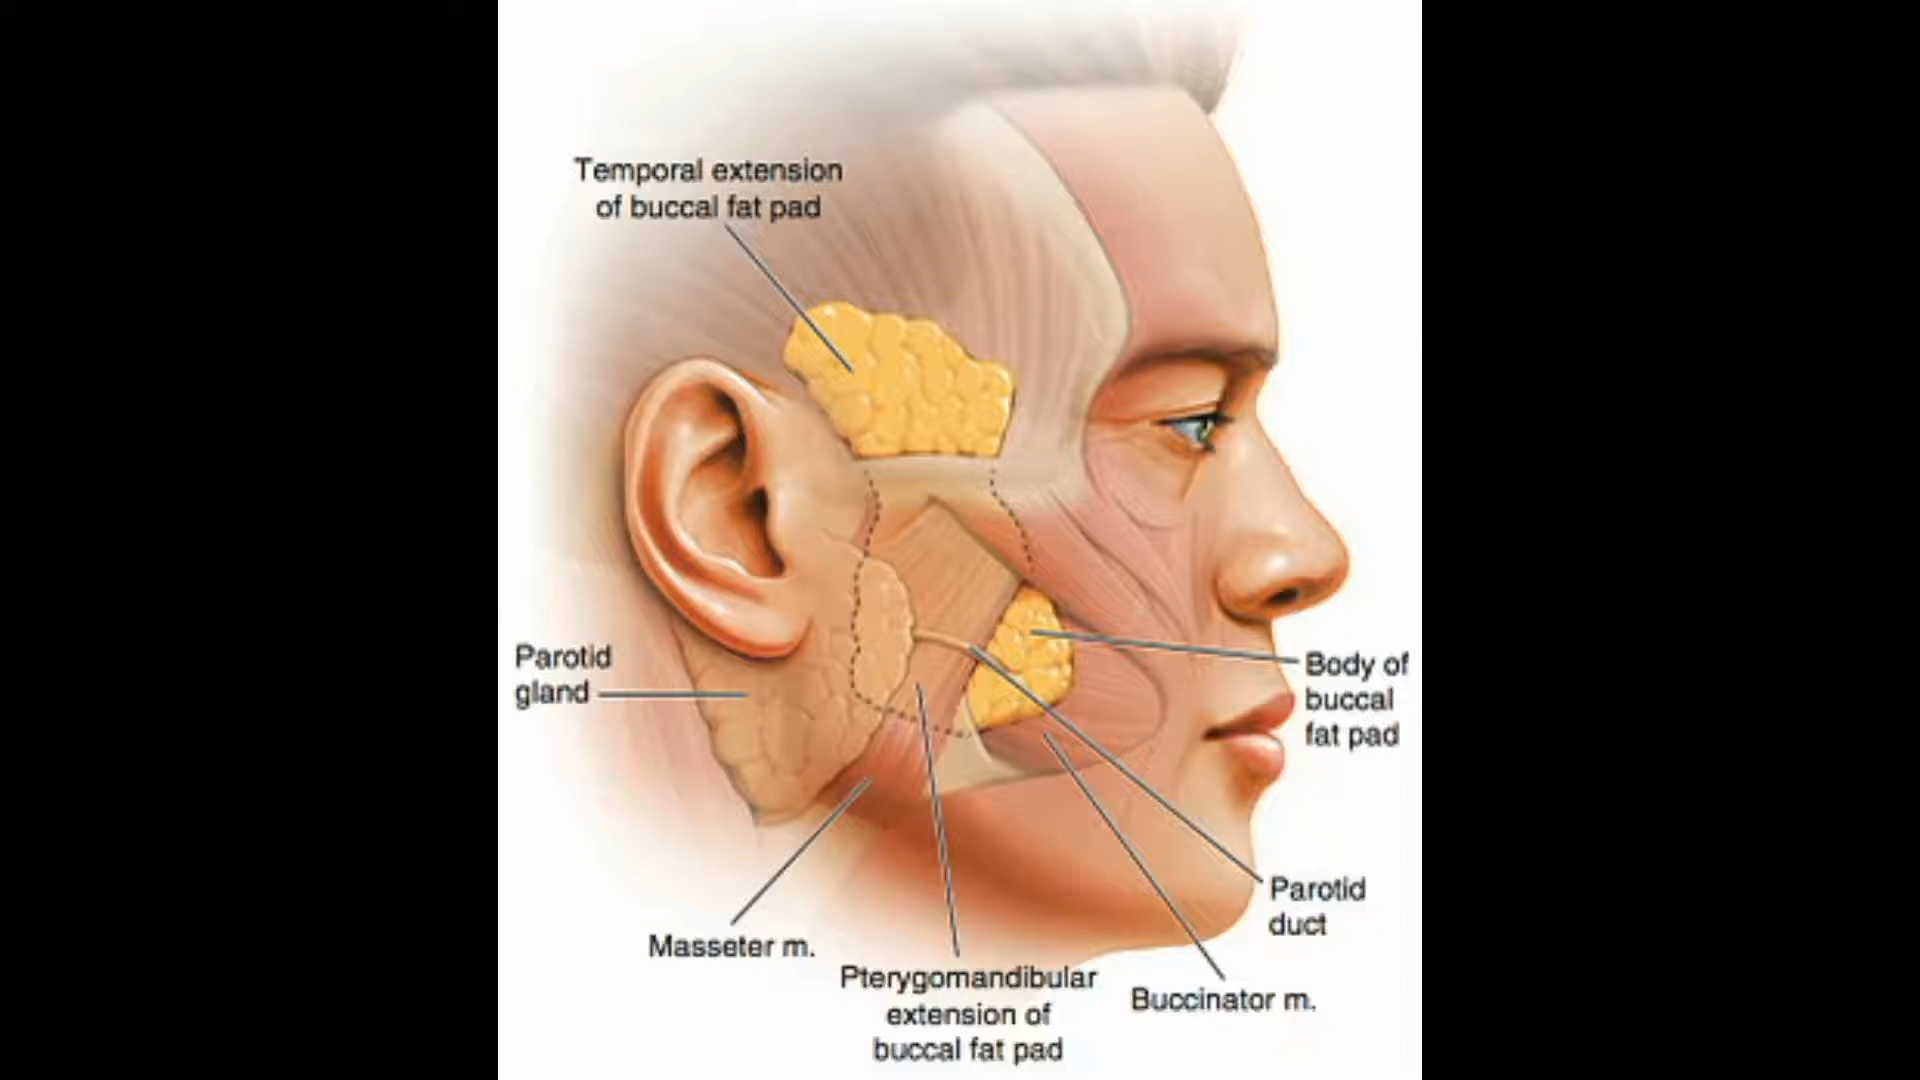 Temporal extension
of buccal fat pad
Parotid
gland
Body of
buccal
fat pad
Parotid
duct
Masseter m.
Pterygomandibular
extension of
buccal fat pad
Buccinator m.